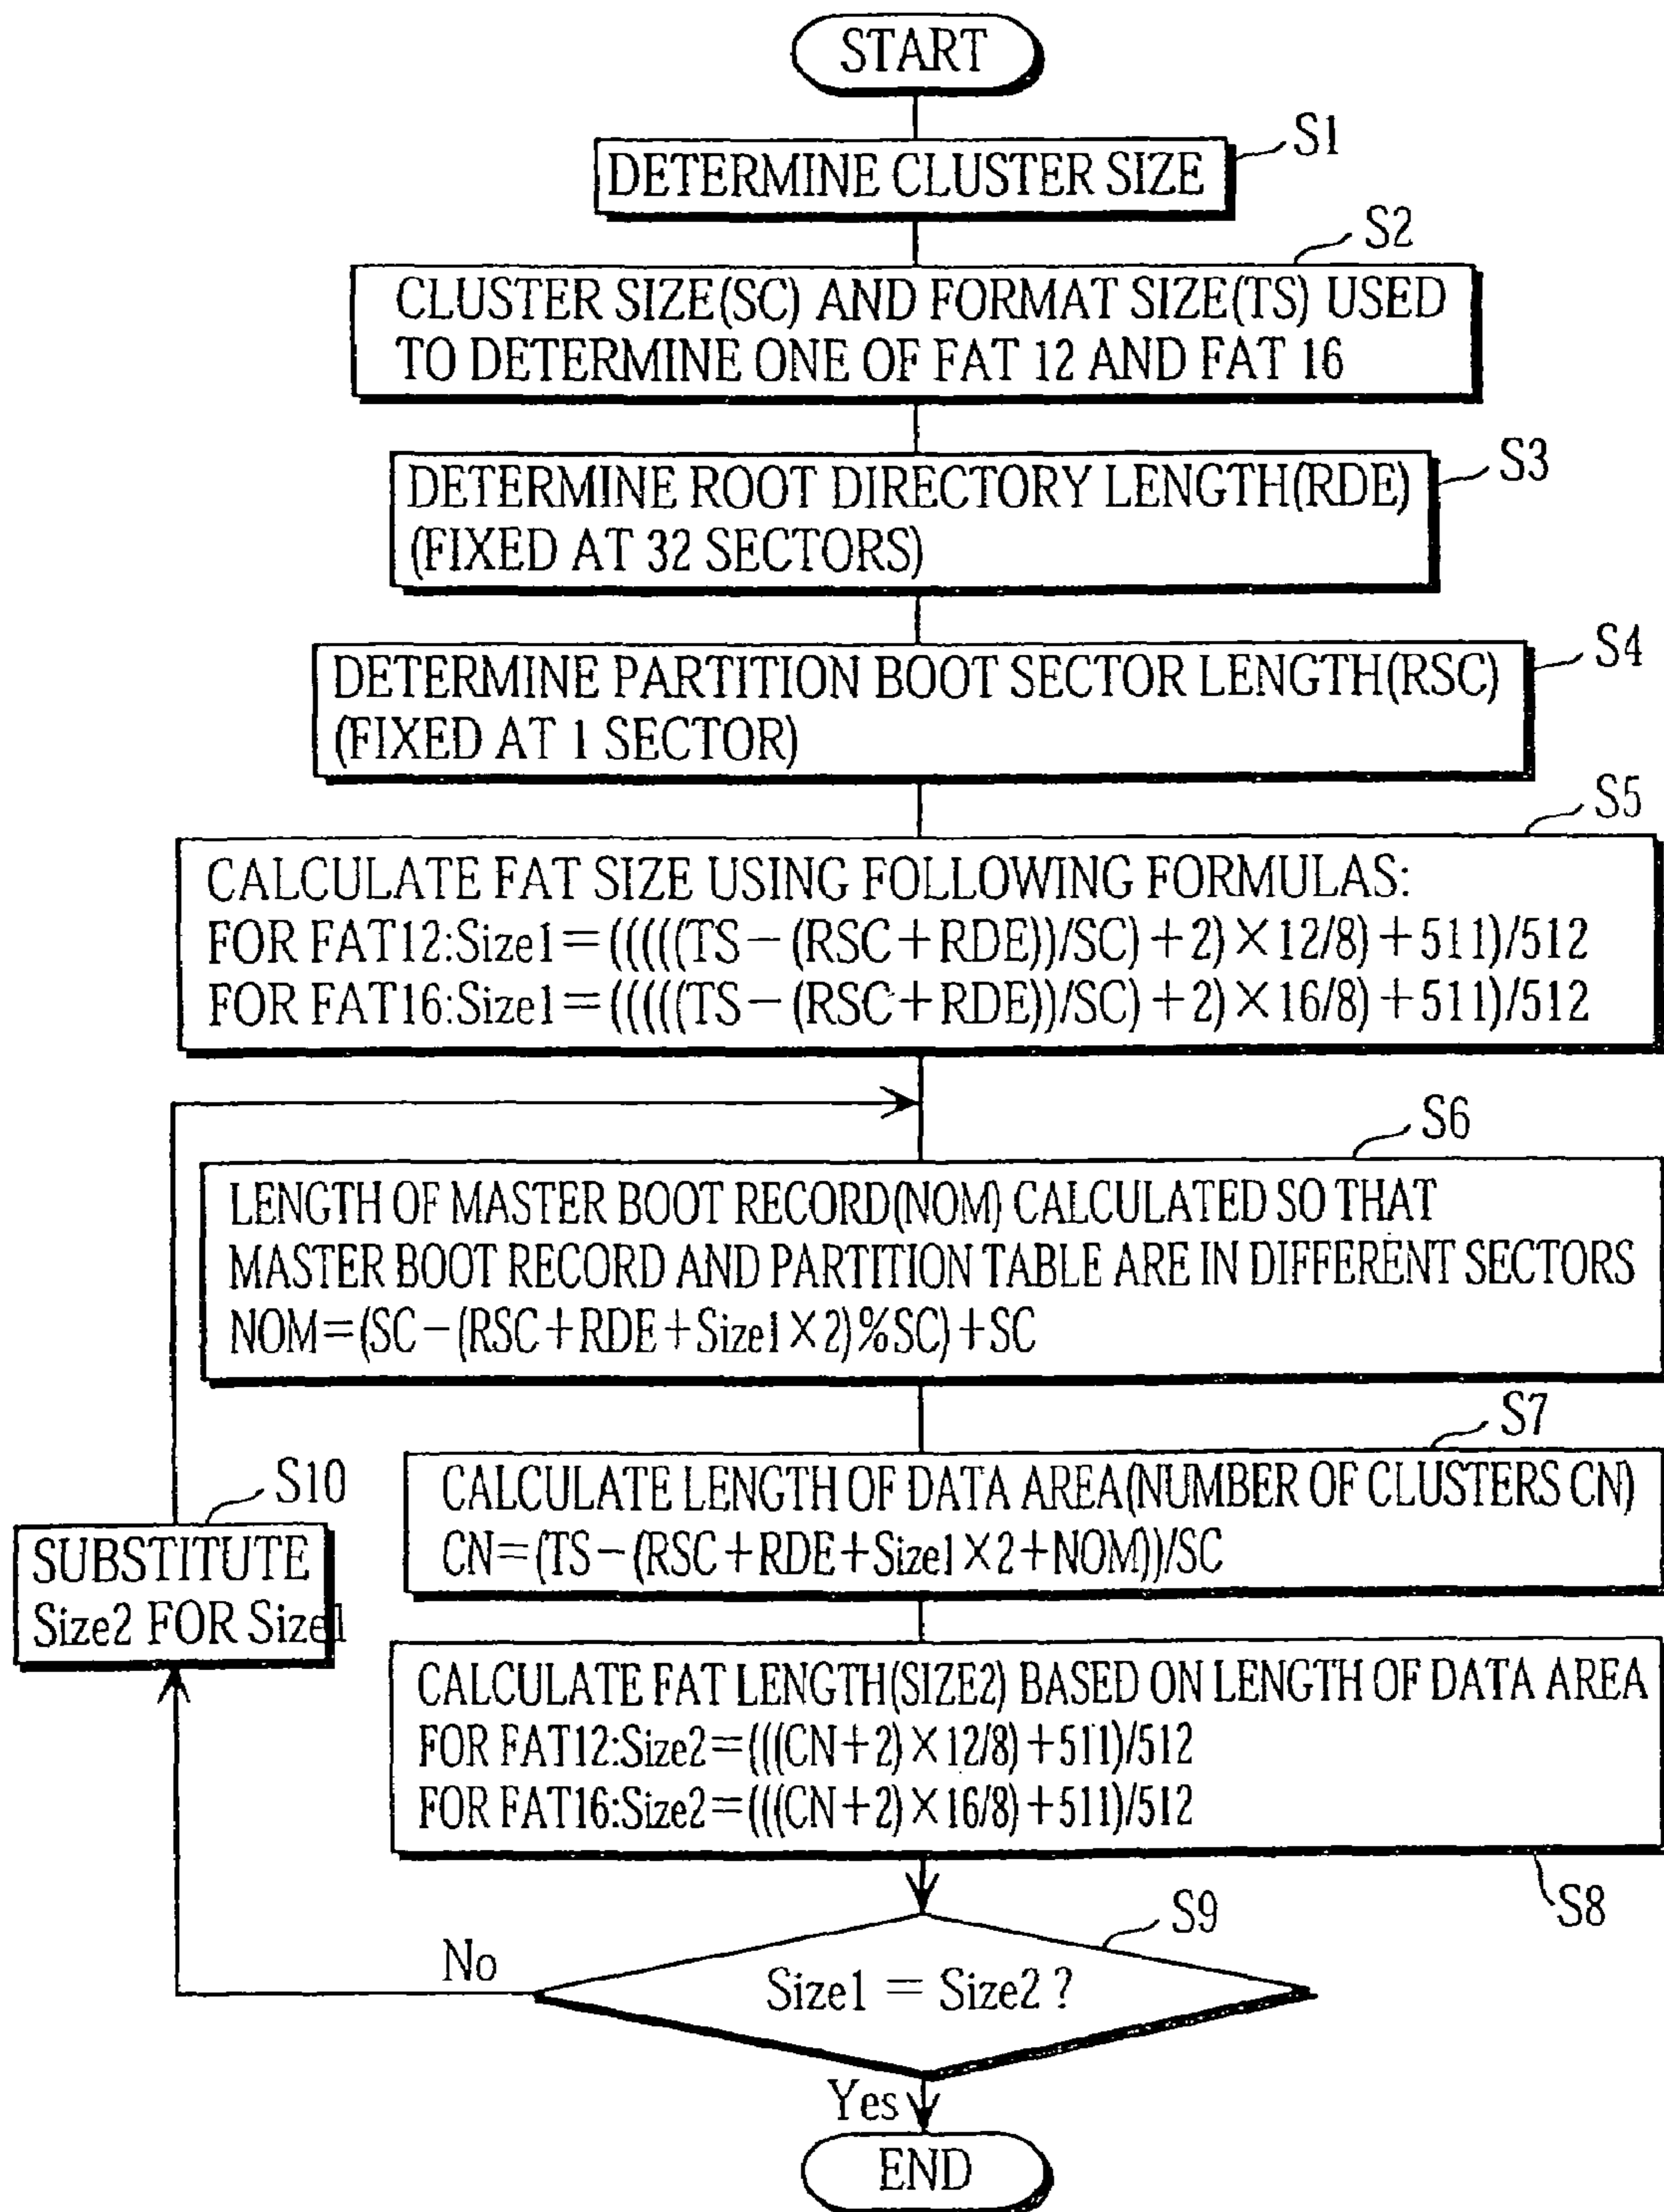 START
S1
DETERMINE CLUSTER SIZE
S2
CLUSTER SIZE(SC) AND FORMAT SIZE(TS) USED
TO DETERMINE ONE OF FAT 12 AND FAT 16
S3
DETERMINE ROOT DIRECTORY LENGTH(RDE)
(FIXED AT 32 SECTORS)
S4
DETERMINE PARTITION BOOT SECTOR LENGTH(RSC)
(FIXED AT 1 SECTOR)
S5
CALCULATE FAT SIZE USING FOLLOWING FORMULAS:
FOR FAT12:Size1=(((((TS-(RSC+RDE))/SC)+2)×12/8)+511)/512
FOR FAT16:Size1=(((((TS-(RSC+RDE))/SC)+2)×16/8)+511)/512
S6
LENGTH OF MASTER BOOT RECORD(NOM) CALCULATED SO THAT
MASTER BOOT RECORD AND PARTITION TABLE ARE IN DIFFERENT SECTORS
NOM=(SC-(RSC+RDE+Size1×2)%SC)+SC
S7
CALCULATE LENGTH OF DATA AREA(NUMBER OF CLUSTERS CN)
CN=(TS-(RSC+RDE+Size1×2+NOM))/SC
S10
SUBSTITUTE
Size2 FOR Size1
CALCULATE FAT LENGTH(SIZE2) BASED ON LENGTH OF DATA AREA
FOR FAT12:Size2=(((CN+2)×12/8)+511)/512
FOR FAT16:Size2=(((CN+2)×16/8)+511)/512
S8
S9
No
Size1 = Size2 ?
Yes
END